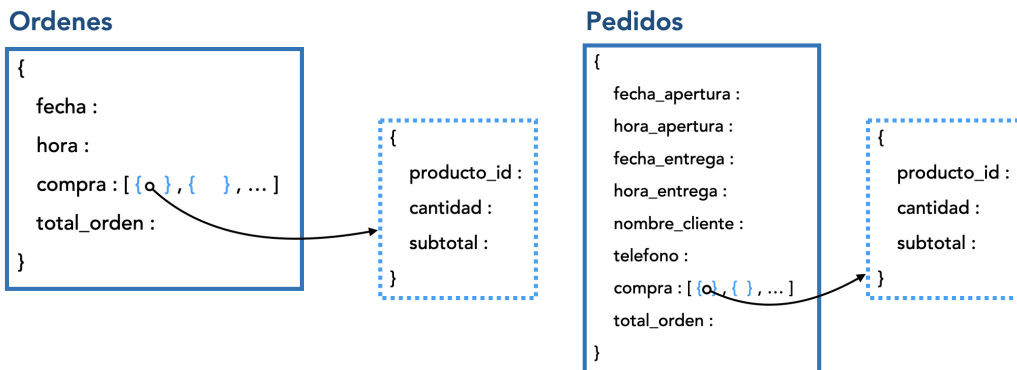 Ordenes
{
fecha :
hora :
compra : [ { } , { } , ... ]
total_orden :
}
{
producto_id :
cantidad :
subtotal :
}
Pedidos
{
fecha_apertura :
hora_apertura :
fecha_entrega :
hora_entrega :
nombre_cliente :
telefono :
compra : [ { } , { } , ... ]
total_orden :
}
{
producto_id :
cantidad :
subtotal :
}